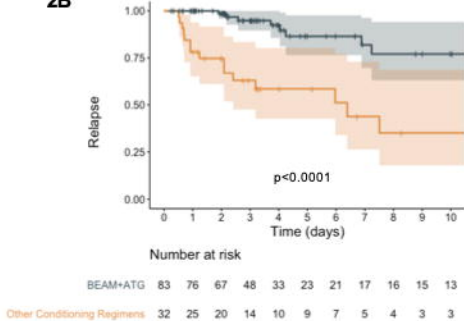 2B
1.00
0.75
0.50
0.25
0.00
Relapse
p<0.0001
0 1 2 3 4 5 6 7 8 9 10
Time (days)
Number at risk
BEAM+ATG 83 76 67 48 33 23 21 17 16 15 13
Other Conditioning Regimens 32 25 20 14 10 9 7 5 4 3 3